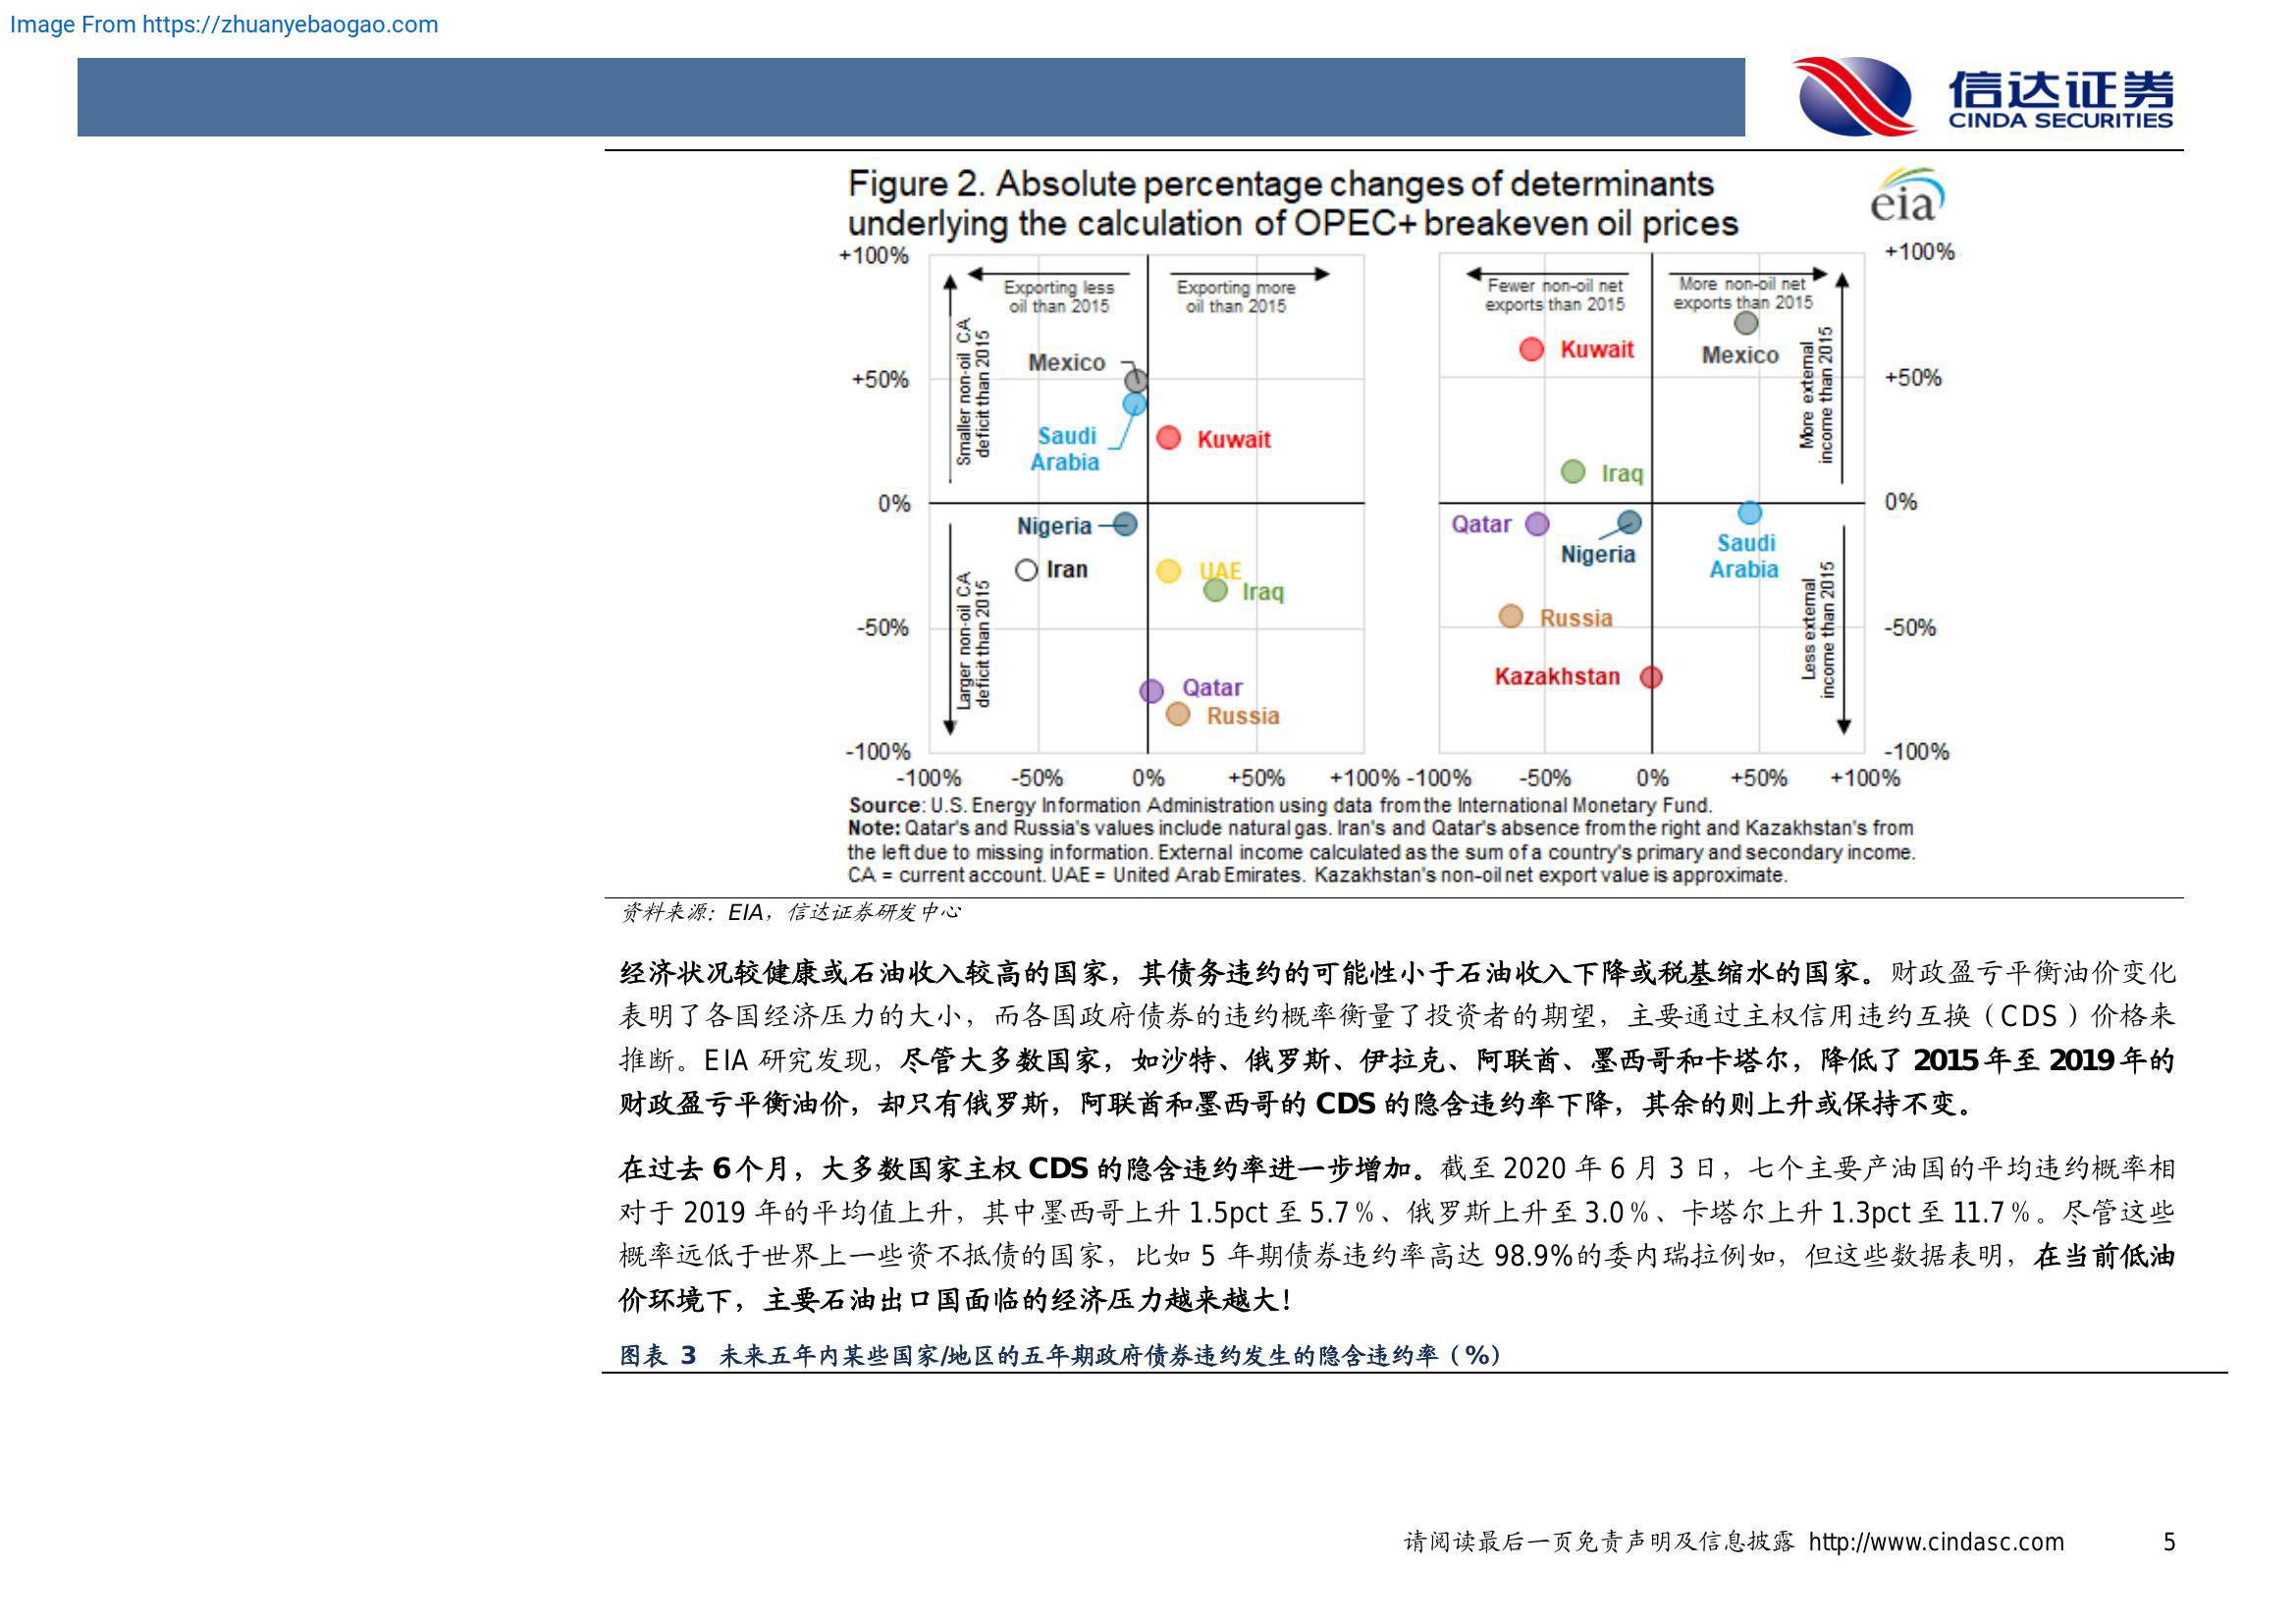 Image From https://zhuanyebaogao.com
信达证券
CINDA SECURITIES
Figure 2. Absolute percentage changes of determinants
underlying the calculation of OPEC+ breakeven oil prices
eia
+100%
+50%
0%
-50%
-100%
Exporting less
oil than 2015
Exporting more
oil than 2015
Smaller non-oil CA
deficit than 2015
Larger non-oil CA
deficit than 2015
Mexico
Saudi
Arabia
Kuwait
Nigeria
Iran
UAE
Iraq
Qatar
Russia
-100%
-50%
0%
+50%
+100%
Fewer non-oil net
exports than 2015
More non-oil net
exports than 2015
More external
income than 2015
Less external
income than 2015
Kuwait
Mexico
Iraq
Qatar
Nigeria
Saudi
Arabia
Russia
Kazakhstan
+100%
+50%
0%
-50%
-100%
-100%
-50%
0%
+50%
+100%
Source: U.S. Energy Information Administration using data from the International Monetary Fund.
Note: Qatar's and Russia's values include natural gas. Iran's and Qatar's absence from the right and Kazakhstan's from
the left due to missing information. External income calculated as the sum of a country's primary and secondary income.
CA = current account. UAE = United Arab Emirates. Kazakhstan's non-oil net export value is approximate.
资料来源：EIA，信达证券研发中心
经济状况较健康或石油收入较高的国家，其债务违约的可能性小于石油收入下降或税基缩水的国家。财政盈亏平衡油价变化
表明了各国经济压力的大小，而各国政府债券的违约概率衡量了投资者的期望，主要通过主权信用违约互换（CDS）价格来
推断。EIA 研究发现，尽管大多数国家，如沙特、俄罗斯、伊拉克、阿联酋、墨西哥和卡塔尔，降低了 2015 年至 2019 年的
财政盈亏平衡油价，却只有俄罗斯，阿联酋和墨西哥的 CDS 的隐含违约率下降，其余的则上升或保持不变。
在过去 6 个月，大多数国家主权 CDS 的隐含违约率进一步增加。截至 2020 年 6 月 3 日，七个主要产油国的平均违约概率相
对于 2019 年的平均值上升，其中墨西哥上升 1.5pct 至 5.7％、俄罗斯上升至 3.0％、卡塔尔上升 1.3pct 至 11.7％。尽管这些
概率远低于世界上一些资不抵债的国家，比如 5 年期债券违约率高达 98.9%的委内瑞拉例如，但这些数据表明，在当前低油
价环境下，主要石油出口国面临的经济压力越来越大！
图表 3 未来五年内某些国家/地区的五年期政府债券违约发生的隐含违约率（%）
请阅读最后一页免责声明及信息披露 http://www.cindasc.com 5